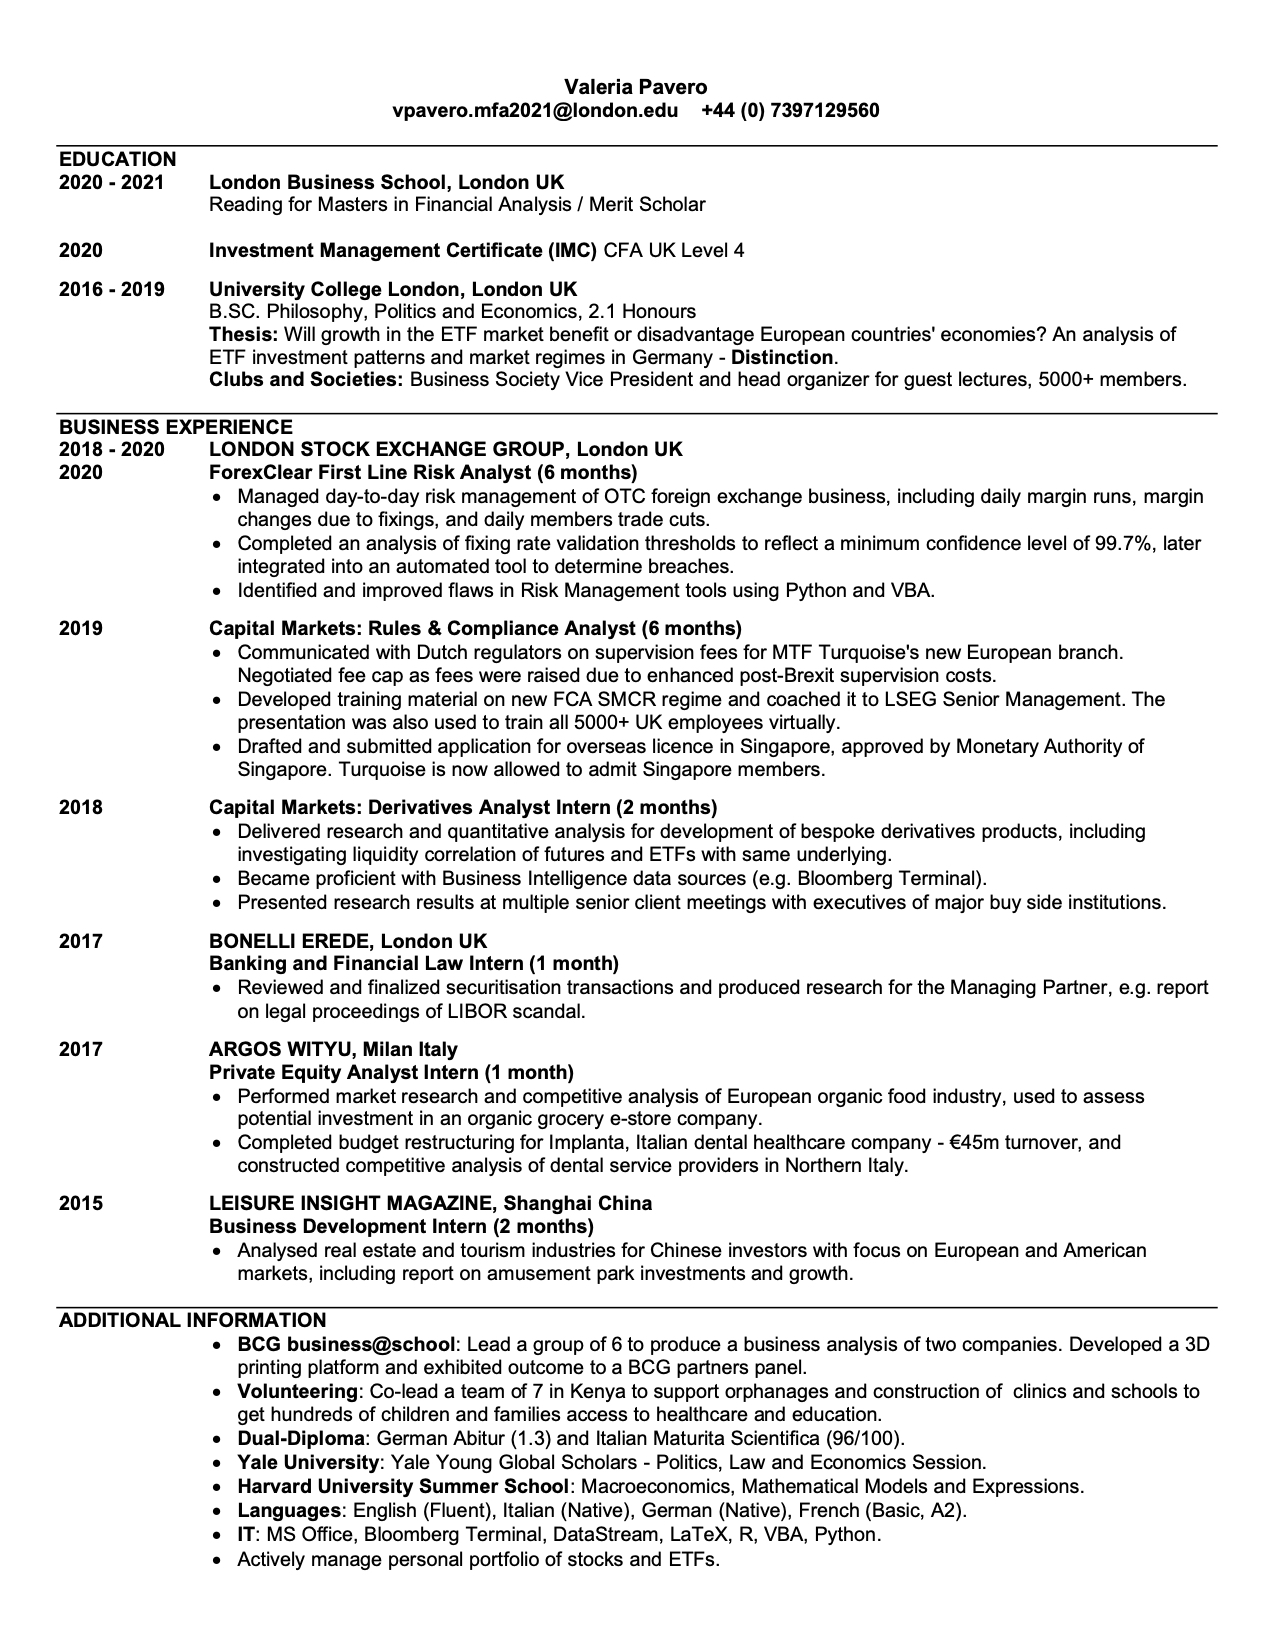 Valeria Pavero
vpavero.mfa2021@london.edu +44 (0) 7397129560
EDUCATION
2020 - 2021 London Business School, London UK
Reading for Masters in Financial Analysis / Merit Scholar
2020 Investment Management Certificate (IMC) CFA UK Level 4
2016 - 2019 University College London, London UK
B.SC. Philosophy, Politics and Economics, 2.1 Honours
Thesis: Will growth in the ETF market benefit or disadvantage European countries' economies? An analysis of
ETF investment patterns and market regimes in Germany - Distinction.
Clubs and Societies: Business Society Vice President and head organizer for guest lectures, 5000+ members.
BUSINESS EXPERIENCE
2018 - 2020 LONDON STOCK EXCHANGE GROUP, London UK
2020 ForexClear First Line Risk Analyst (6 months)
• Managed day-to-day risk management of OTC foreign exchange business, including daily margin runs, margin
changes due to fixings, and daily members trade cuts.
• Completed an analysis of fixing rate validation thresholds to reflect a minimum confidence level of 99.7%, later
integrated into an automated tool to determine breaches.
• Identified and improved flaws in Risk Management tools using Python and VBA.
2019 Capital Markets: Rules & Compliance Analyst (6 months)
• Communicated with Dutch regulators on supervision fees for MTF Turquoise's new European branch.
Negotiated fee cap as fees were raised due to enhanced post-Brexit supervision costs.
• Developed training material on new FCA SMCR regime and coached it to LSEG Senior Management. The
presentation was also used to train all 5000+ UK employees virtually.
• Drafted and submitted application for overseas licence in Singapore, approved by Monetary Authority of
Singapore. Turquoise is now allowed to admit Singapore members.
2018 Capital Markets: Derivatives Analyst Intern (2 months)
• Delivered research and quantitative analysis for development of bespoke derivatives products, including
investigating liquidity correlation of futures and ETFs with same underlying.
• Became proficient with Business Intelligence data sources (e.g. Bloomberg Terminal).
• Presented research results at multiple senior client meetings with executives of major buy side institutions.
2017 BONELLI EREDE, London UK
Banking and Financial Law Intern (1 month)
• Reviewed and finalized securitisation transactions and produced research for the Managing Partner, e.g. report
on legal proceedings of LIBOR scandal.
2017 ARGOS WITYU, Milan Italy
Private Equity Analyst Intern (1 month)
• Performed market research and competitive analysis of European organic food industry, used to assess
potential investment in an organic grocery e-store company.
• Completed budget restructuring for Implanta, Italian dental healthcare company - €45m turnover, and
constructed competitive analysis of dental service providers in Northern Italy.
2015 LEISURE INSIGHT MAGAZINE, Shanghai China
Business Development Intern (2 months)
• Analysed real estate and tourism industries for Chinese investors with focus on European and American
markets, including report on amusement park investments and growth.
ADDITIONAL INFORMATION
• BCG business@school: Lead a group of 6 to produce a business analysis of two companies. Developed a 3D
printing platform and exhibited outcome to a BCG partners panel.
• Volunteering: Co-lead a team of 7 in Kenya to support orphanages and construction of clinics and schools to
get hundreds of children and families access to healthcare and education.
• Dual-Diploma: German Abitur (1.3) and Italian Maturita Scientifica (96/100).
• Yale University: Yale Young Global Scholars - Politics, Law and Economics Session.
• Harvard University Summer School: Macroeconomics, Mathematical Models and Expressions.
• Languages: English (Fluent), Italian (Native), German (Native), French (Basic, A2).
• IT: MS Office, Bloomberg Terminal, DataStream, LaTeX, R, VBA, Python.
• Actively manage personal portfolio of stocks and ETFs.